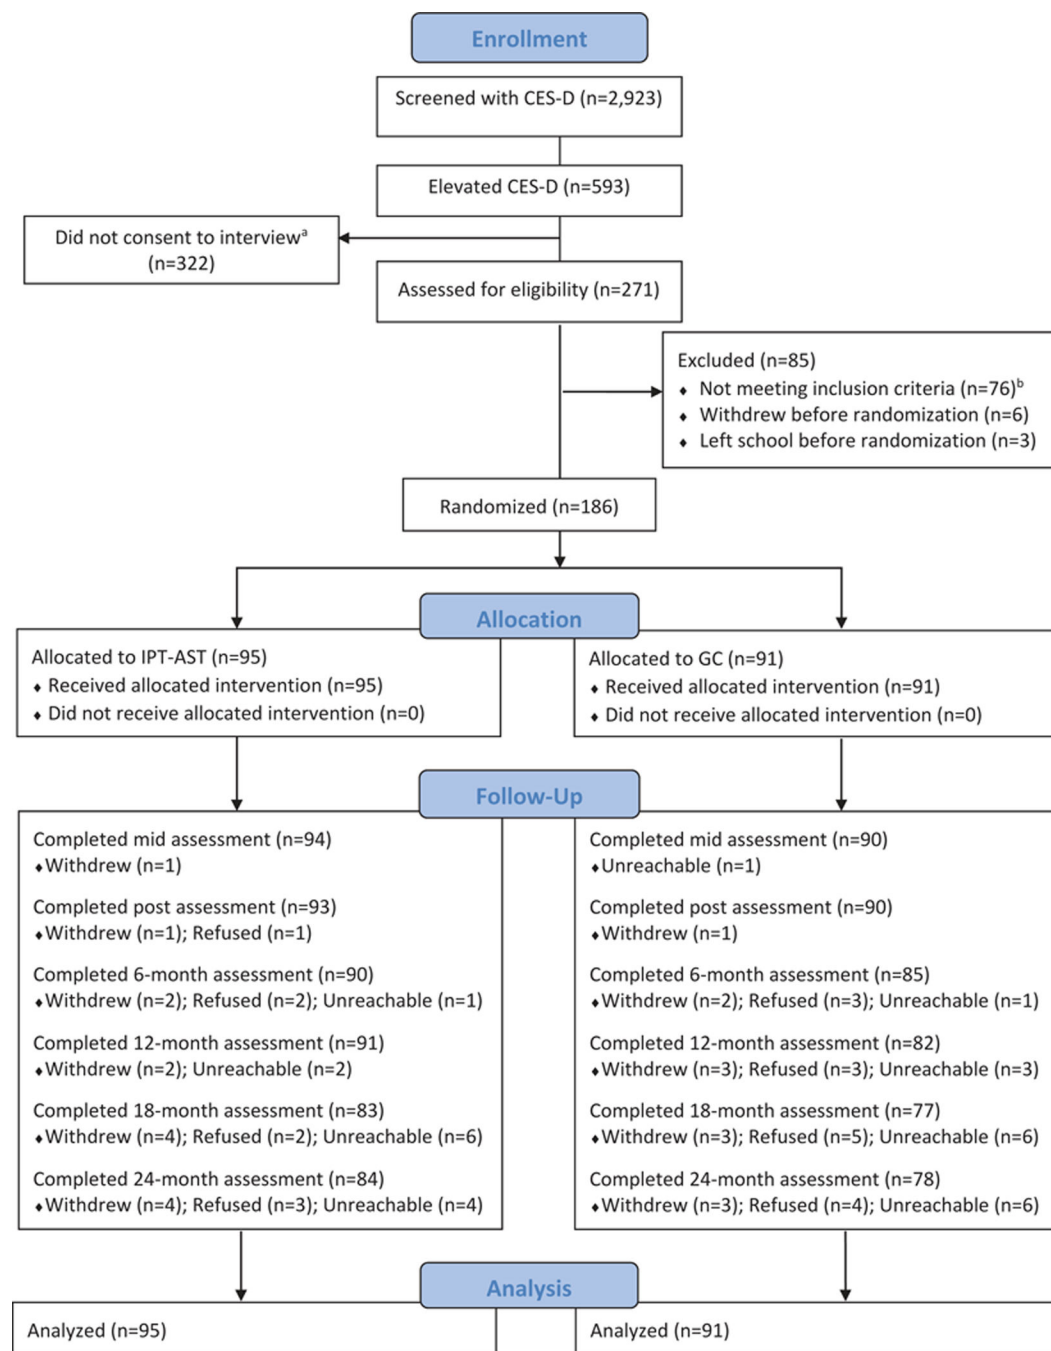 Enrollment
Screened with CES-D (n=2,923)
Elevated CES-D (n=593)
Did not consent to interviewᵃ
(n=322)
Assessed for eligibility (n=271)
Excluded (n=85)
♦ Not meeting inclusion criteria (n=76)ᵇ
♦ Withdrew before randomization (n=6)
♦ Left school before randomization (n=3)
Randomized (n=186)
Allocation
Allocated to IPT-AST (n=95)
♦ Received allocated intervention (n=95)
♦ Did not receive allocated intervention (n=0)
Allocated to GC (n=91)
♦ Received allocated intervention (n=91)
♦ Did not receive allocated intervention (n=0)
Follow-Up
Completed mid assessment (n=94)
♦Withdrew (n=1)
Completed post assessment (n=93)
♦Withdrew (n=1); Refused (n=1)
Completed 6-month assessment (n=90)
♦Withdrew (n=2); Refused (n=2); Unreachable (n=1)
Completed 12-month assessment (n=91)
♦Withdrew (n=2); Unreachable (n=2)
Completed 18-month assessment (n=83)
♦Withdrew (n=4); Refused (n=2); Unreachable (n=6)
Completed 24-month assessment (n=84)
♦Withdrew (n=4); Refused (n=3); Unreachable (n=4)
Completed mid assessment (n=90)
♦Unreachable (n=1)
Completed post assessment (n=90)
♦Withdrew (n=1)
Completed 6-month assessment (n=85)
♦Withdrew (n=2); Refused (n=3); Unreachable (n=1)
Completed 12-month assessment (n=82)
♦Withdrew (n=3); Refused (n=3); Unreachable (n=3)
Completed 18-month assessment (n=77)
♦Withdrew (n=3); Refused (n=5); Unreachable (n=6)
Completed 24-month assessment (n=78)
♦Withdrew (n=3); Refused (n=4); Unreachable (n=6)
Analysis
Analyzed (n=95)
Analyzed (n=91)